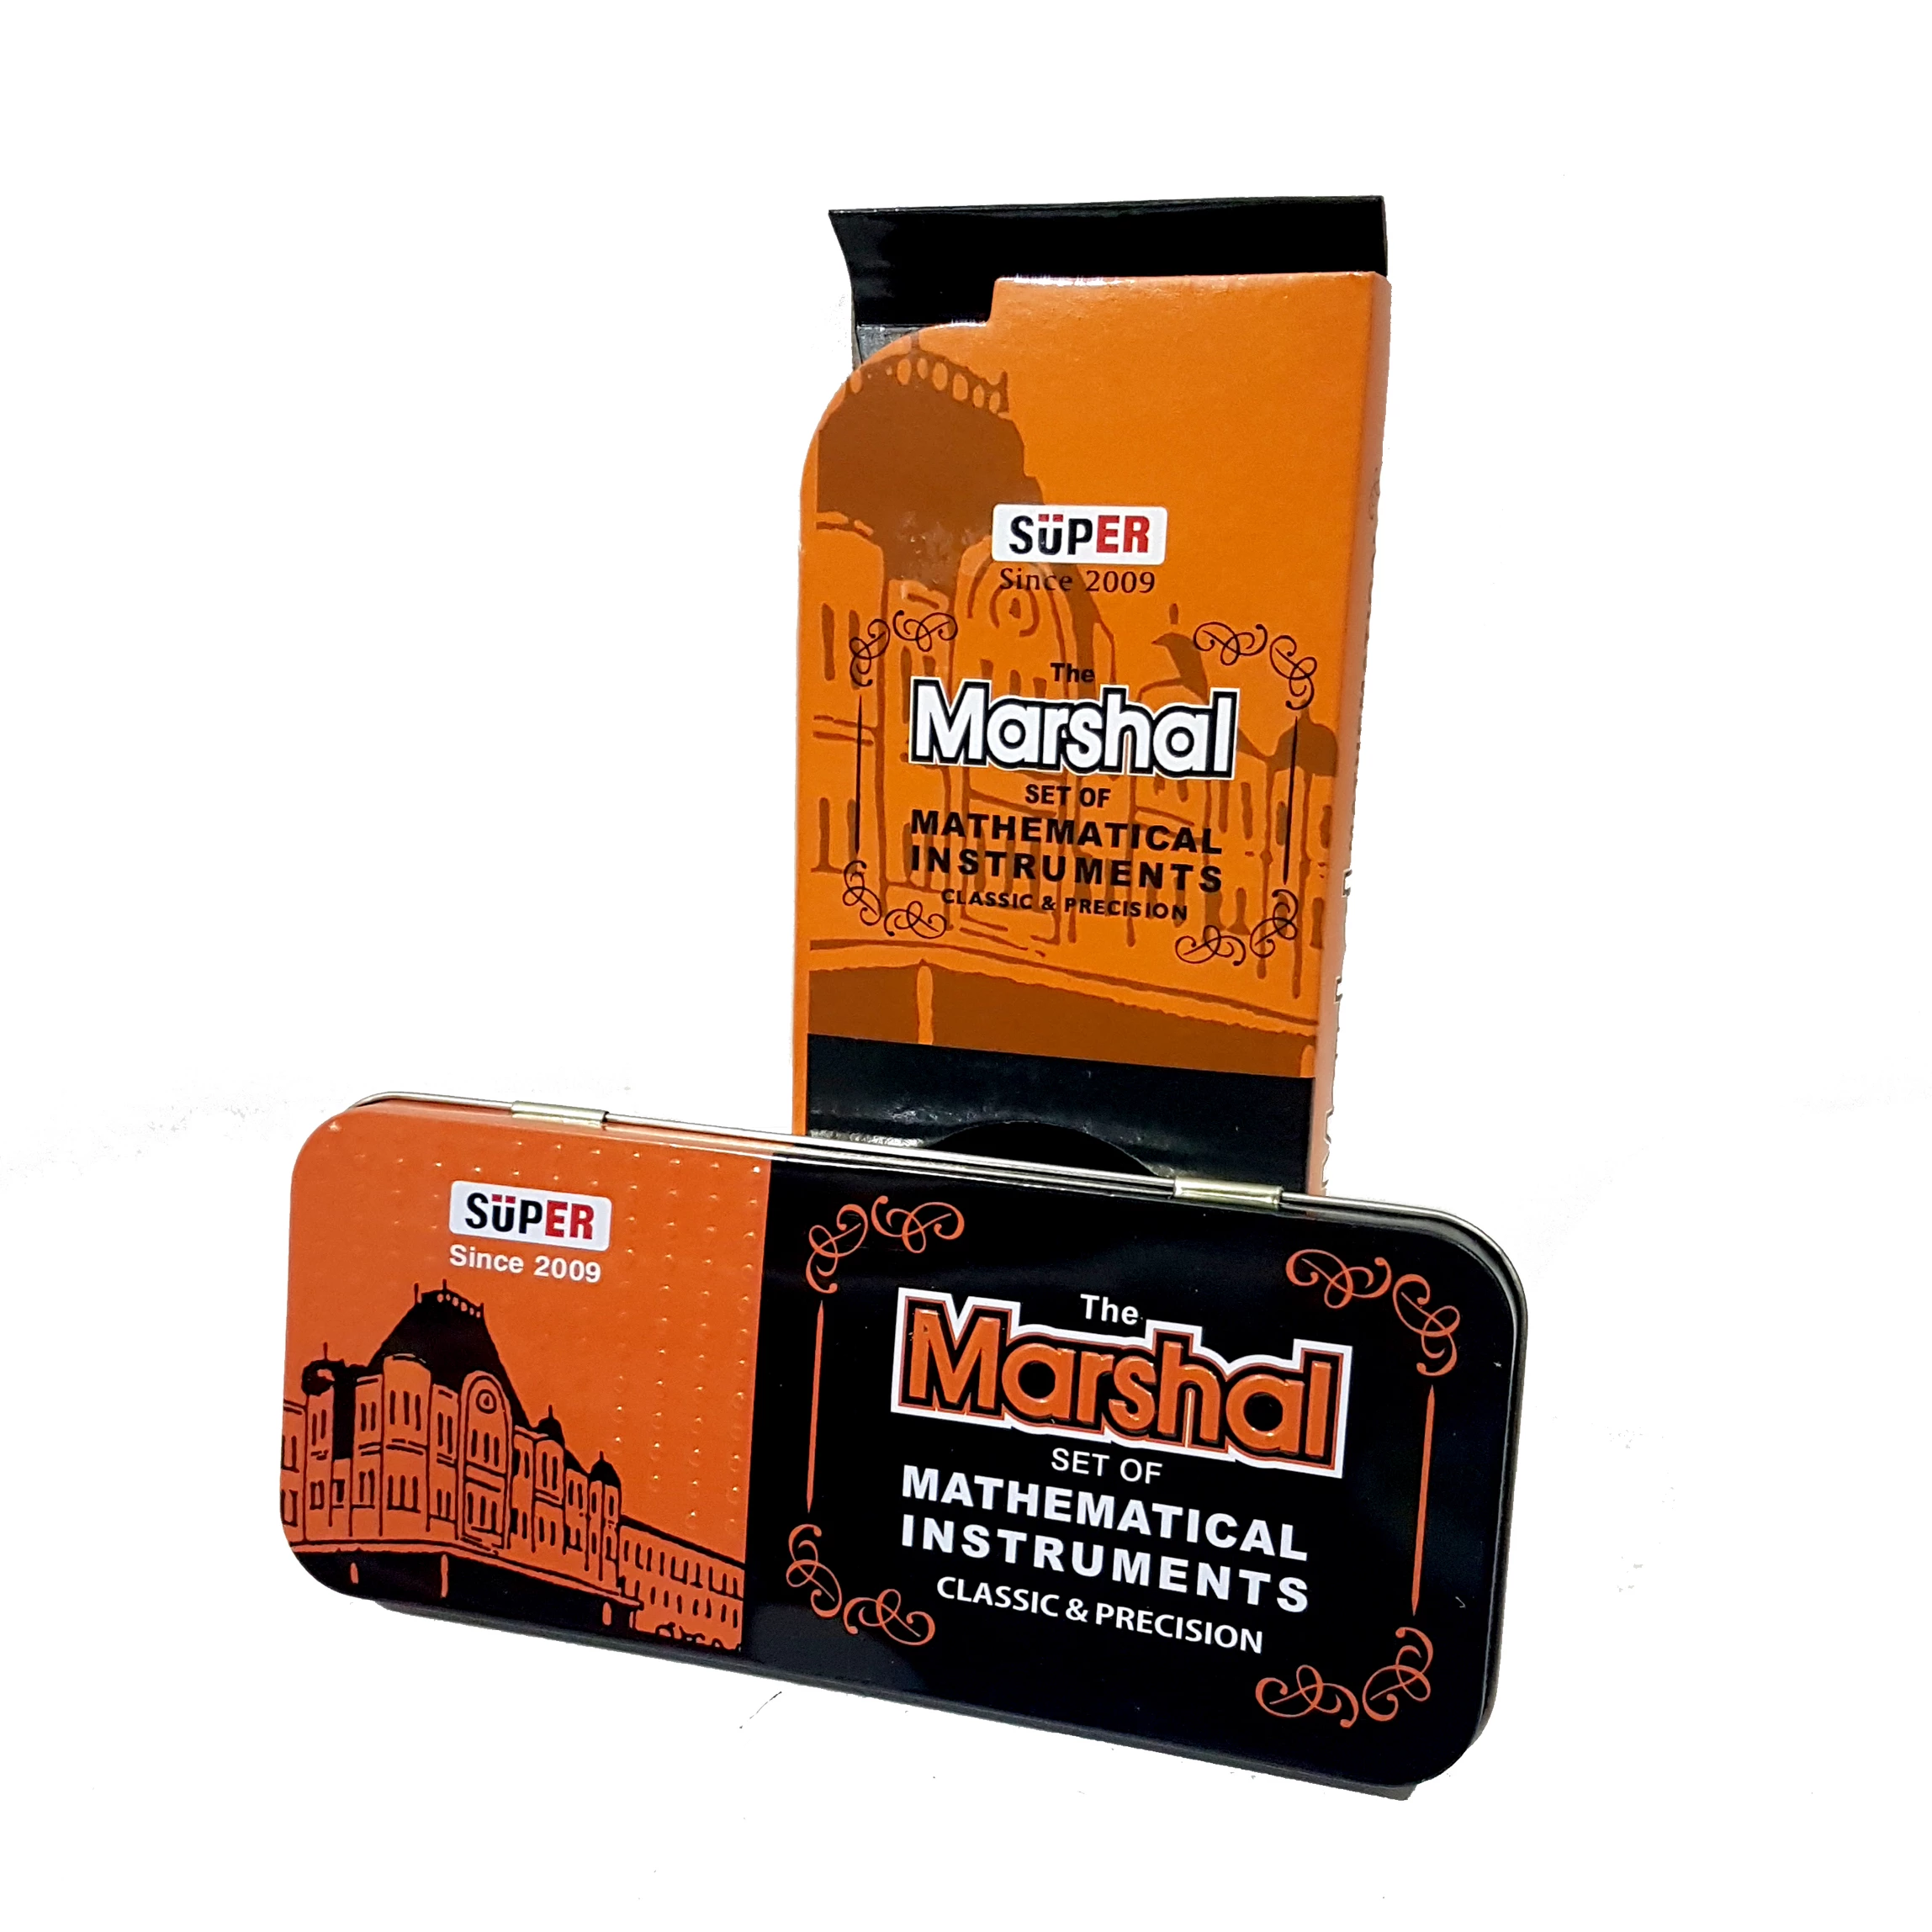 SüPER
Since 2009
The
Marshal
SET OF
MATHEMATICAL
INSTRUMENTS
CLASSIC & PRECISION
SüPER
Since 2009
The
Marshal
SET OF
MATHEMATICAL
INSTRUMENTS
CLASSIC & PRECISION